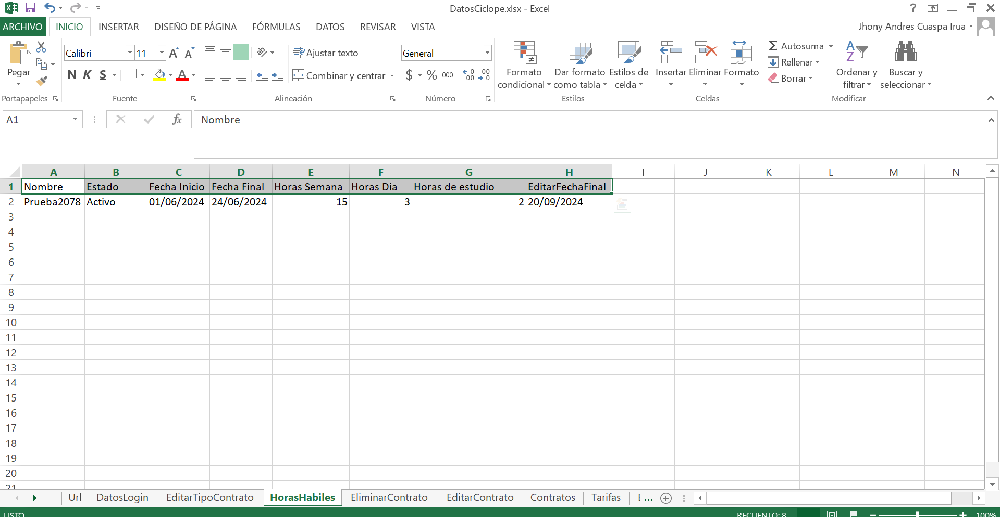 DatosCiclope.xlsx - Excel
ARCHIVO INICIO INSERTAR DISEÑO DE PÁGINA FÓRMULAS DATOS REVISAR VISTA Jhony Andres Cuaspa Irua
Calibri 11 Ajustar texto General Autosuma
Pegar N K S Combinar y centrar $ % 000 Formato condicional Dar formato como tabla Estilos de celda Insertar Eliminar Formato Rellenar Borrar Ordenar y filtrar Buscar y seleccionar
Portapapeles Fuente Alineación Número Estilos Celdas Modificar
A1 fx Nombre
A B C D E F G H I J K L M N
1 Nombre Estado Fecha Inicio Fecha Final Horas Semana Horas Dia Horas de estudio EditarFechaFinal
2 Prueba2078 Activo 01/06/2024 24/06/2024 15 3 2 20/09/2024
3
4
5
6
7
8
9
10
11
12
13
14
15
16
17
18
19
20
21
Url DatosLogin EditarTipoContrato HorasHabiles EliminarContrato EditarContrato Contratos Tarifas ...
LISTO RECUENTO: 8 100%